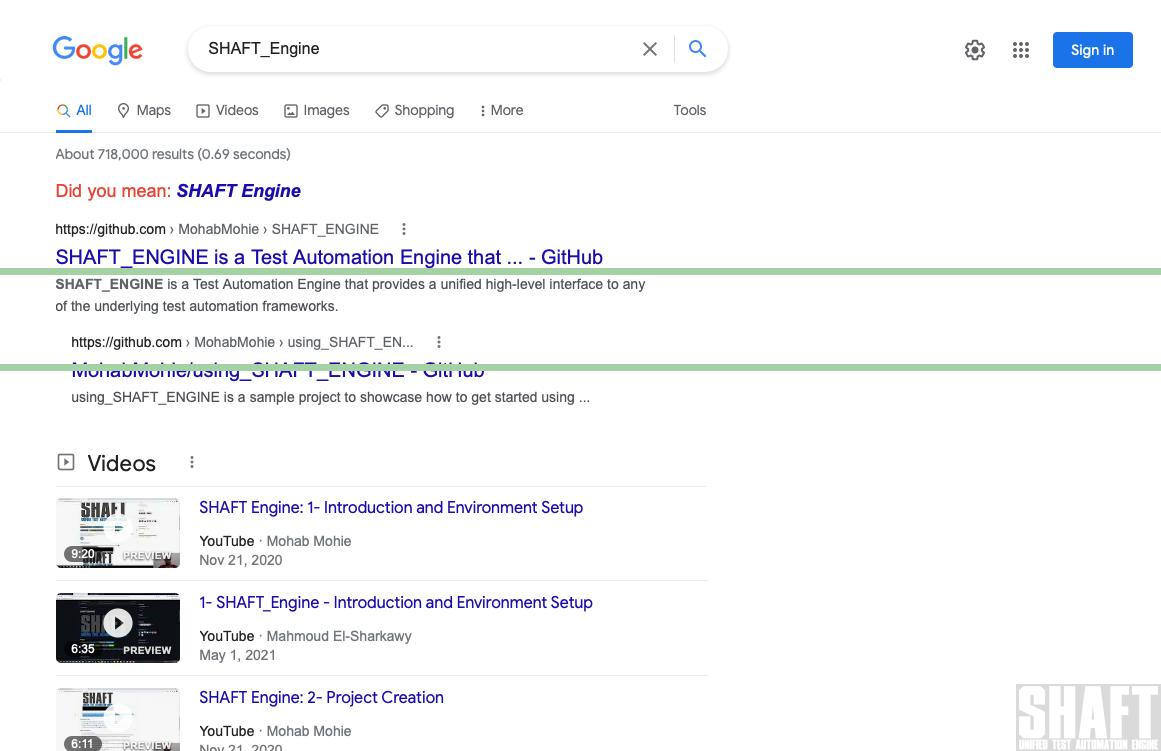 Google
SHAFT_Engine
Sign in
All Maps Videos Images Shopping More Tools
About 718,000 results (0.69 seconds)
Did you mean: SHAFT Engine
https://github.com › MohabMohie › SHAFT_ENGINE
SHAFT_ENGINE is a Test Automation Engine that ... - GitHub
SHAFT_ENGINE is a Test Automation Engine that provides a unified high-level interface to any
of the underlying test automation frameworks.
https://github.com › MohabMohie › using_SHAFT_EN...
MohabMohie/using_SHAFT_ENGINE - GitHub
using_SHAFT_ENGINE is a sample project to showcase how to get started using ...
Videos
SHAFT
9:20
PREVIEW
SHAFT Engine: 1- Introduction and Environment Setup
YouTube · Mohab Mohie
Nov 21, 2020
6:35
PREVIEW
1- SHAFT_Engine - Introduction and Environment Setup
YouTube · Mahmoud El-Sharkawy
May 1, 2021
SHAFT
6:11
PREVIEW
SHAFT Engine: 2- Project Creation
YouTube · Mohab Mohie
Nov 21, 2020
SHAFT
UNIFIED TEST AUTOMATION ENGINE